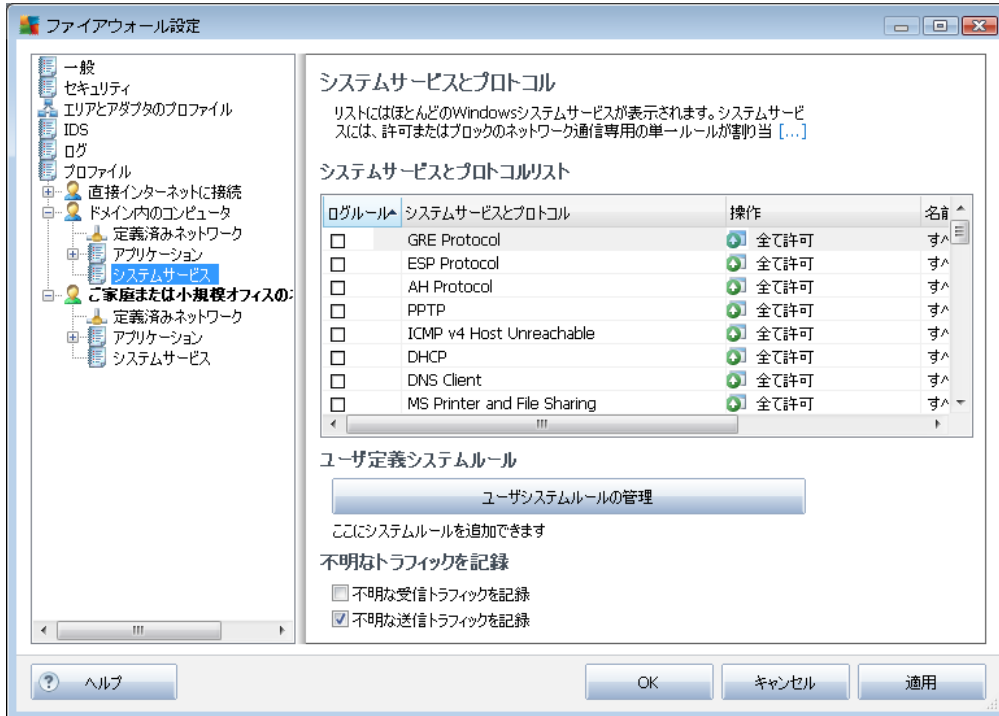 ファイアウォール設定
一般
セキュリティ
エリアとアダプタのプロファイル
IDS
ログ
プロファイル
直接インターネットに接続
ドメイン内のコンピュータ
定義済みネットワーク
アプリケーション
システムサービス
ご家庭または小規模オフィスの
定義済みネットワーク
アプリケーション
システムサービス
システムサービスとプロトコル
リストにはほとんどのWindowsシステムサービスが表示されます。システムサービ
スには、許可またはブロックのネットワーク通信専用の単一ルールが割り当 [...]
システムサービスとプロトコルリスト
ログルール システムサービスとプロトコル 操作 名前
GRE Protocol 全て許可 すべ
ESP Protocol 全て許可 すべ
AH Protocol 全て許可 すべ
PPTP 全て許可 すべ
ICMP v4 Host Unreachable 全て許可 すべ
DHCP 全て許可 すべ
DNS Client 全て許可 すべ
MS Printer and File Sharing 全て許可 すべ
ユーザ定義システムルール
ユーザシステムルールの管理
ここにシステムルールを追加できます
不明なトラフィックを記録
不明な受信トラフィックを記録
不明な送信トラフィックを記録
ヘルプ OK キャンセル 適用